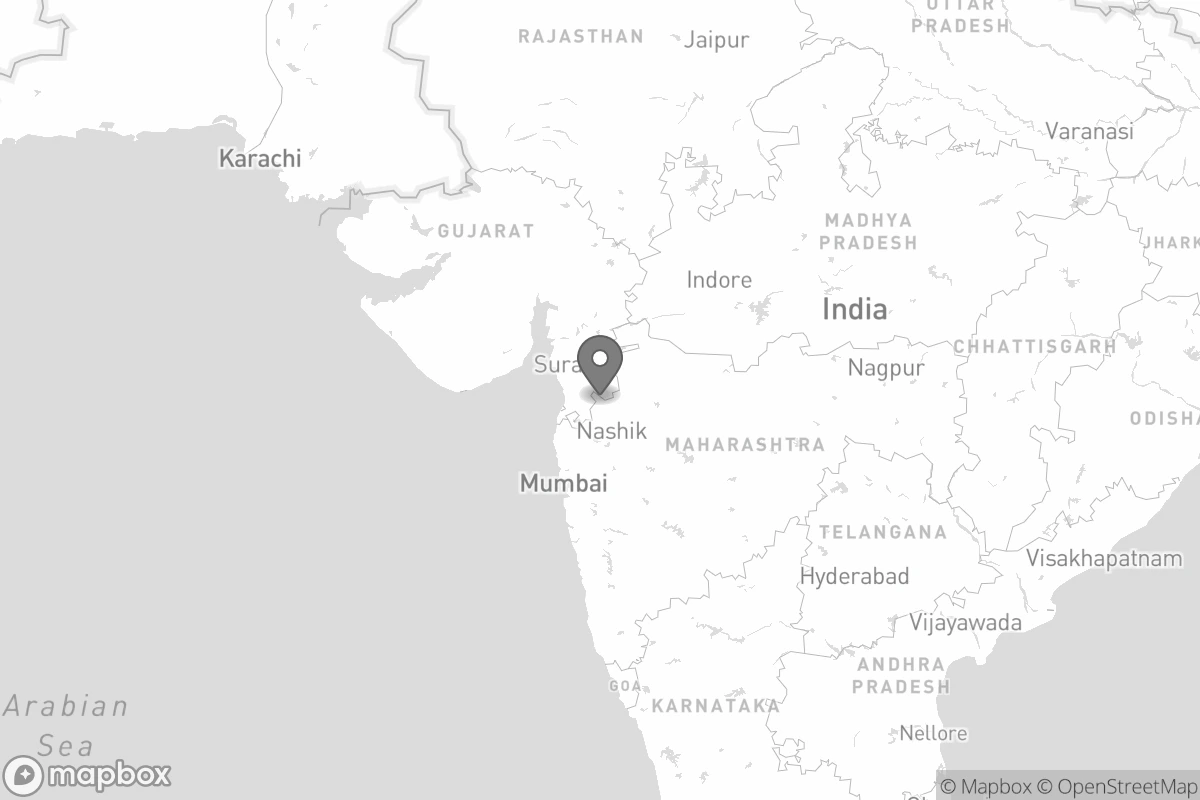 UTTAR
PRADESH
RAJASTHAN
Jaipur
Varanasi
Karachi
MADHYA
PRADESH
GUJARAT
JHARK
Indore
India
CHHATTISGARH
Sura
Nagpur
ODISHA
Nashik
MAHARASHTRA
Mumbai
TELANGANA
Visakhapatnam
Hyderabad
Vijayawada
ANDHRA
PRADESH
GOA
KARNATAKA
Arabian
Sea
Nellore
mapbox
© Mapbox © OpenStreetMap